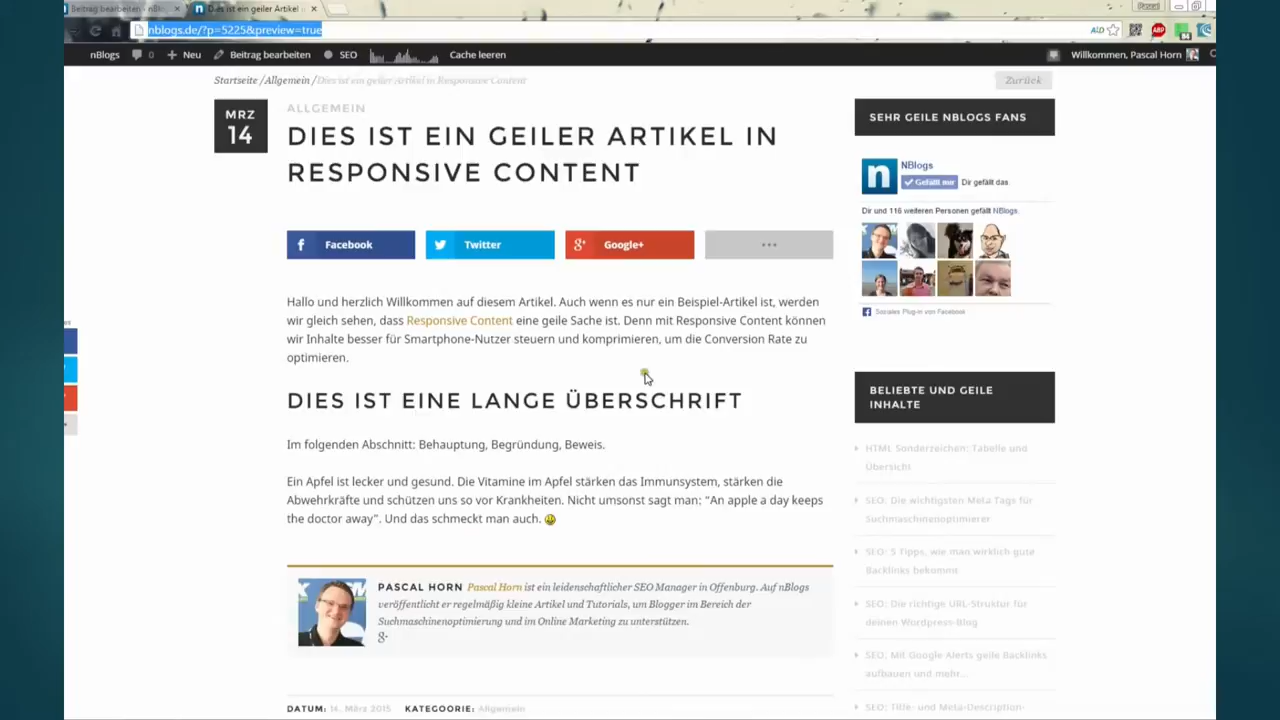 Beitrag bearbeiten ‹ nBlogs
Dies ist ein geiler Artikel in
Pascal
nblogs.de/?p=5225&preview=true
ABP
nBlogs
0
Neu
Beitrag bearbeiten
SEO
Cache leeren
Willkommen, Pascal Horn
Startseite / Allgemein / Dies ist ein geiler Artikel in Responsive Content
Zurück
MRZ
14
ALLGEMEIN
DIES IST EIN GEILER ARTIKEL IN
RESPONSIVE CONTENT
Facebook
Twitter
Google+
Hallo und herzlich Willkommen auf diesem Artikel. Auch wenn es nur ein Beispiel-Artikel ist, werden
wir gleich sehen, dass Responsive Content eine geile Sache ist. Denn mit Responsive Content können
wir Inhalte besser für Smartphone-Nutzer steuern und komprimieren, um die Conversion Rate zu
optimieren.
DIES IST EINE LANGE ÜBERSCHRIFT
Im folgenden Abschnitt: Behauptung, Begründung, Beweis.
Ein Apfel ist lecker und gesund. Die Vitamine im Apfel stärken das Immunsystem, stärken die
Abwehrkräfte und schützen uns so vor Krankheiten. Nicht umsonst sagt man: "An apple a day keeps
the doctor away". Und das schmeckt man auch.
PASCAL HORN Pascal Horn ist ein leidenschaftlicher SEO Manager in Offenburg. Auf nBlogs
veröffentlicht er regelmäßig kleine Artikel und Tutorials, um Blogger im Bereich der
Suchmaschinenoptimierung und im Online Marketing zu unterstützen.
DATUM: 14. März 2015 KATEGOORIE: Allgemein
SEHR GEILE NBLOGS FANS
n
NBlogs
Gefällt mir
Dir gefällt das
Dir und 116 weiteren Personen gefällt NBlogs.
Soziales Plug-in von Facebook
BELIEBTE UND GEILE
INHALTE
HTML Sonderzeichen: Tabelle und
Übersicht
SEO: Die wichtigsten Meta Tags für
Suchmaschinenoptimierer
SEO: 5 Tipps, wie man wirklich gute
Backlinks bekommt
SEO: Die richtige URL-Struktur für
deinen Wordpress-Blog
SEO: Mit Google Alerts geile Backlinks
aufbauen und mehr...
SEO: Title- und Meta-Description-